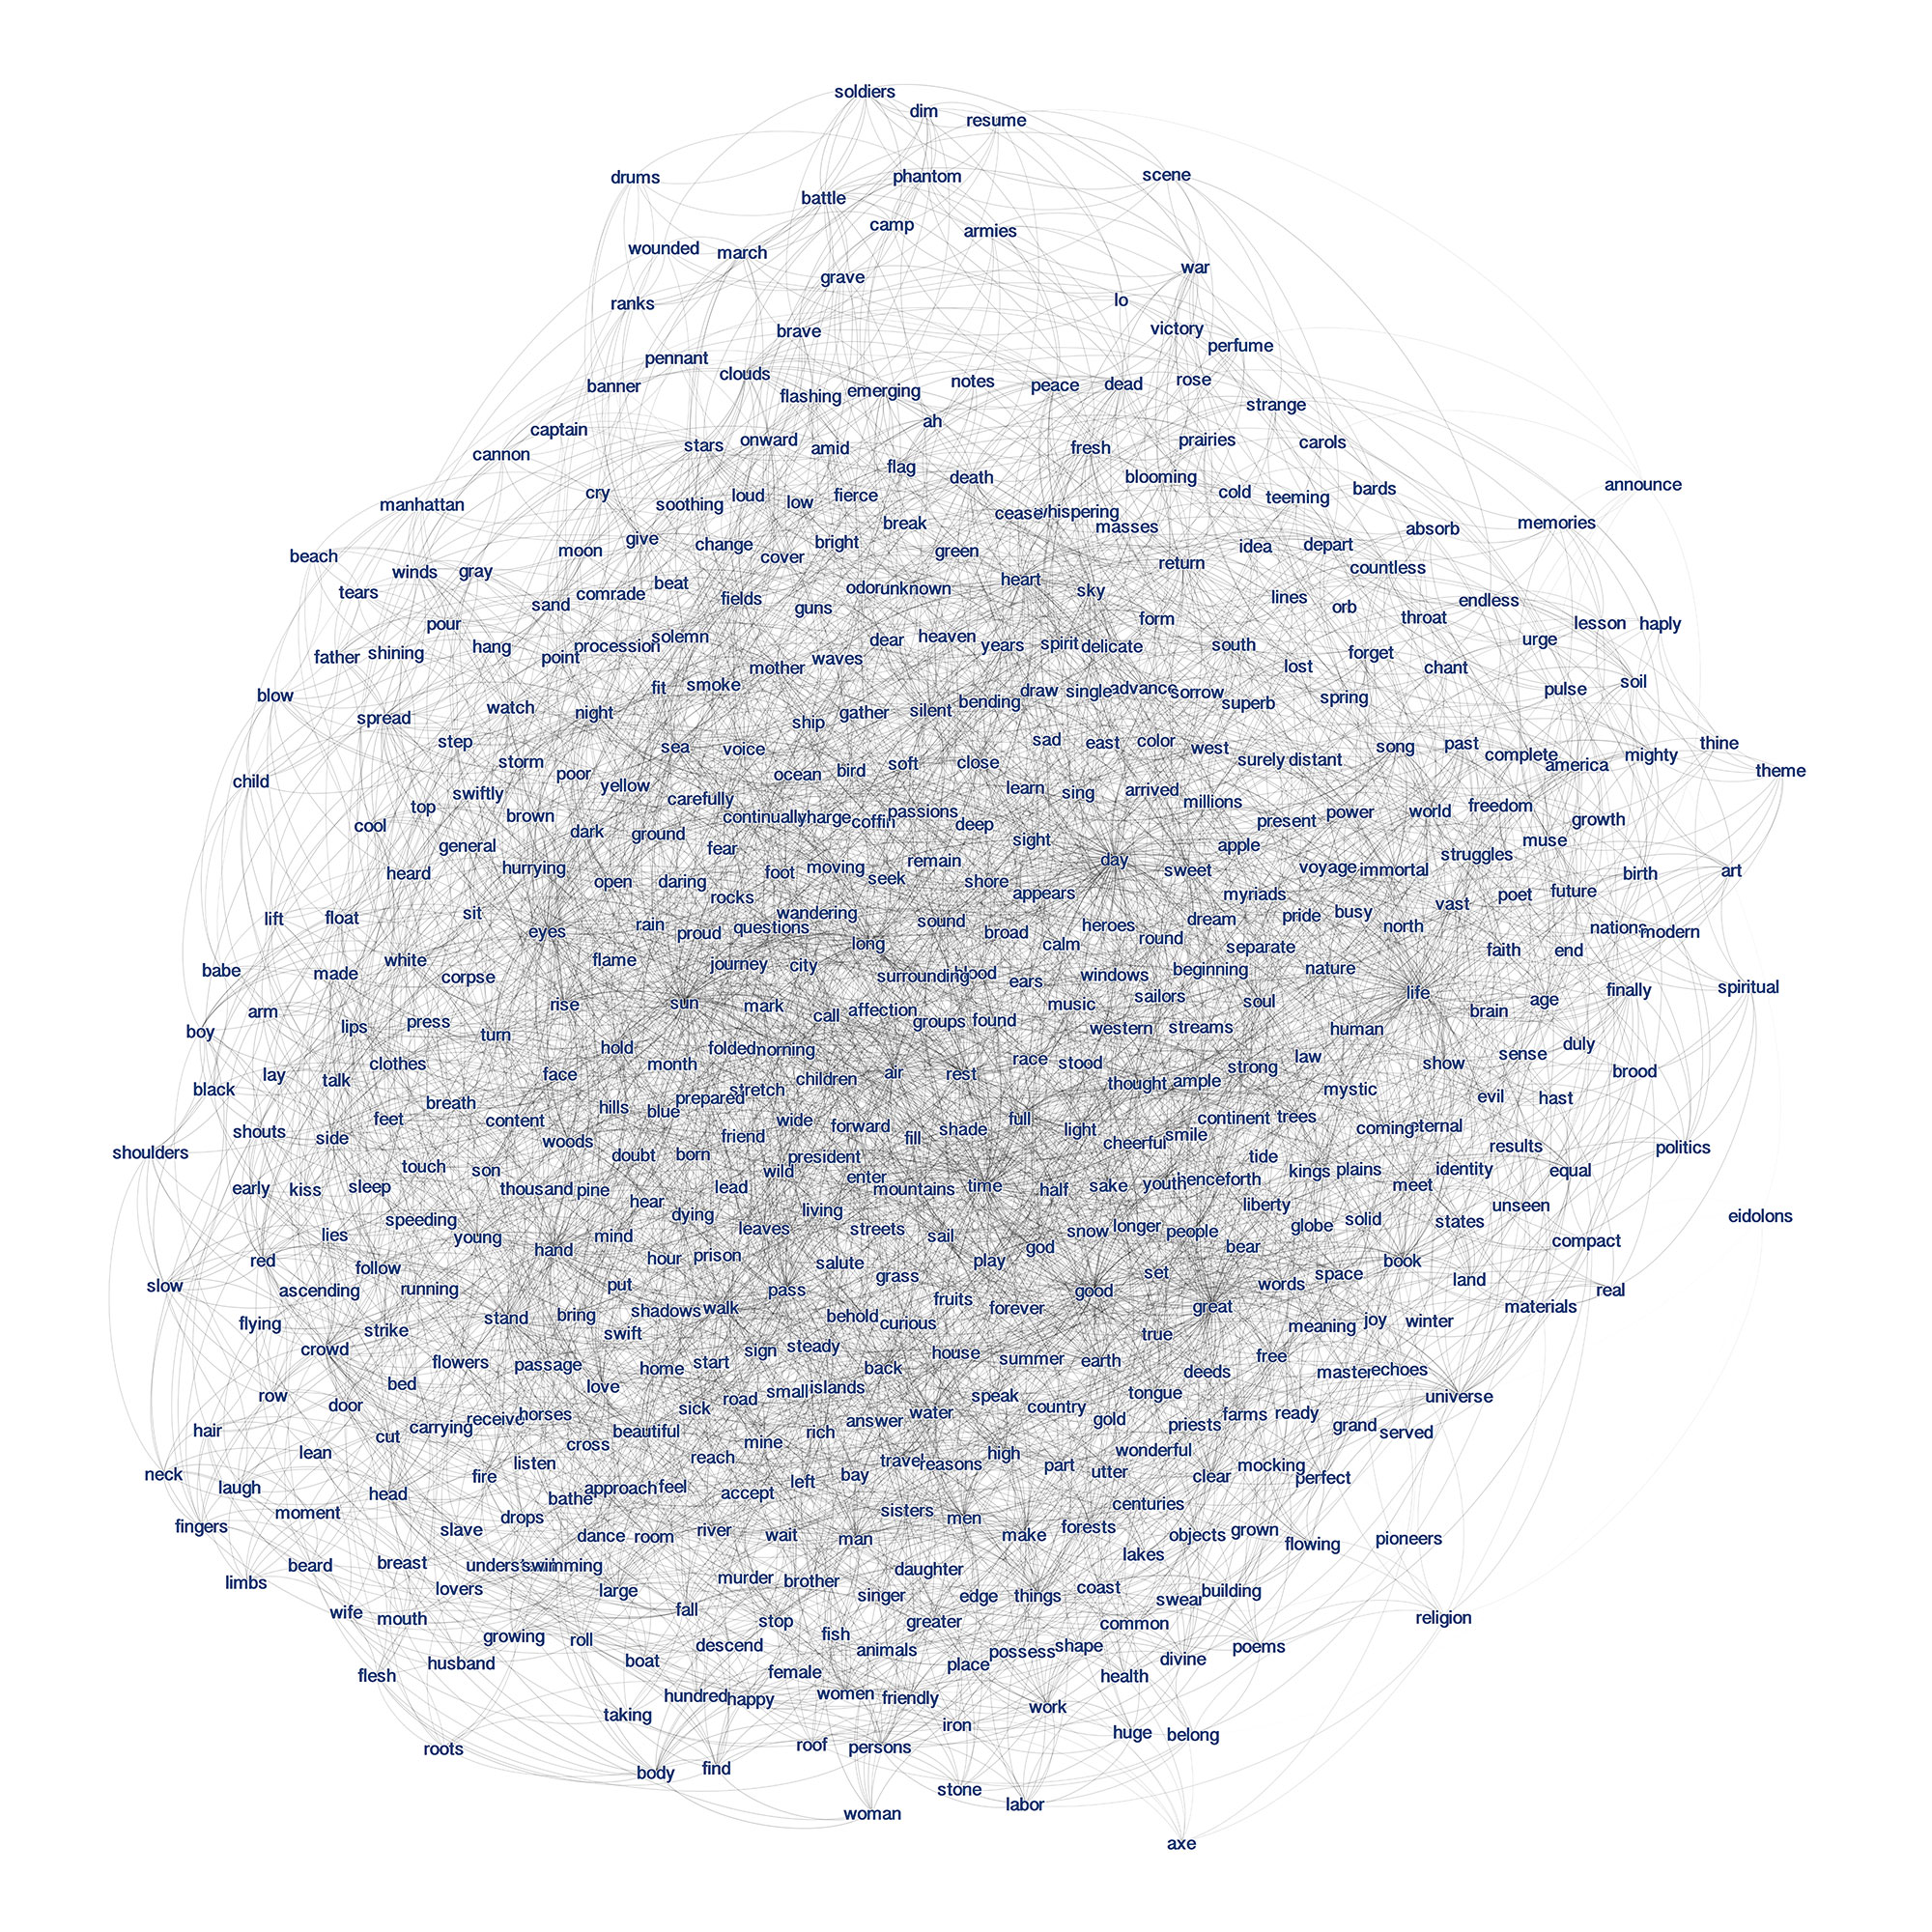 soldiers
dim
resume
drums
phantom
scene
battle
camp
armies
wounded
march
war
grave
lo
ranks
victory
brave
perfume
pennant
clouds
rose
banner
flashing
emerging
notes
peace
dead
strange
captain
ah
stars
onward
amid
fresh
prairies
carols
cannon
flag
death
blooming
announce
cry
loud
fierce
cold
teeming
bards
manhattan
soothing
low
cease
whispering
masses
break
absorb
memories
give
change
bright
beach
moon
cover
green
idea
depart
return
countless
winds
gray
beat
heart
tears
comrade
fields
odor
unknown
sky
lines
endless
sand
guns
orb
pour
form
throat
lesson
haply
father
shining
hang
procession
solemn
dear
heaven
years
spirit
delicate
south
urge
point
mother
waves
lost
forget
chant
blow
fit
smoke
draw
single
advance
sorrow
spring
pulse
soil
spread
watch
night
ship
gather
silent
bending
superb
step
sea
voice
sad
east
color
west
song
past
complete
mighty
thine
child
storm
poor
ocean
bird
soft
close
surely
distant
america
theme
top
swiftly
yellow
carefully
learn
sing
arrived
millions
cool
brown
dark
ground
continually
charge
coffin
passions
deep
present
power
world
freedom
growth
general
fear
sight
day
apple
struggles
muse
heard
hurrying
open
daring
foot
moving
seek
remain
shore
appears
sweet
voyage
immortal
birth
art
rocks
myriads
poet
future
lift
float
sit
wandering
vast
eyes
rain
proud
questions
long
sound
broad
heroes
dream
pride
busy
north
nations
modern
white
flame
journey
city
calm
round
separate
faith
end
babe
made
corpse
surrounding
blood
ears
windows
beginning
nature
life
finally
spiritual
arm
rise
sun
mark
call
affection
music
sailors
soul
age
boy
lips
press
turn
groups
found
western
streams
human
brain
hold
folded
morning
clothes
month
race
stood
strong
law
show
sense
duly
black
lay
talk
face
children
air
rest
thought
ample
mystic
brood
feet
breath
hills
blue
prepared
stretch
evil
hast
shouts
side
content
woods
friend
wide
forward
fill
shade
full
light
cheerful
smile
continent
trees
coming
eternal
shoulders
touch
son
doubt
born
president
wild
tide
results
politics
early
kiss
sleep
thousand
pine
lead
enter
mountains
time
half
sake
youth
henceforth
kings
plains
meet
identity
equal
lies
speeding
young
hear
dying
living
leaves
streets
sail
snow
longer
people
liberty
globe
solid
states
unseen
eidolons
red
follow
hand
mind
hour
prison
salute
play
god
bear
book
compact
slow
ascending
running
put
pass
grass
good
set
words
space
land
real
flying
strike
stand
bring
shadows
walk
swift
behold
curious
fruits
forever
great
meaning
joy
winter
materials
crowd
flowers
passage
home
start
sign
steady
back
house
summer
earth
true
deeds
free
master
echoes
row
bed
love
road
small
islands
speak
country
tongue
universe
hair
door
carrying
horses
sick
answer
water
gold
priests
farms
ready
grand
served
cut
beautiful
mine
rich
neck
lean
listen
cross
reach
travel
reasons
high
part
wonderful
utter
mocking
perfect
laugh
head
fire
approach
feel
accept
left
bay
clear
fingers
moment
slave
drops
bathe
sisters
men
centuries
dance
room
river
wait
man
make
forests
objects
grown
flowing
pioneers
limbs
beard
breast
swimming
lakes
lovers
large
murder
brother
daughter
singer
edge
things
coast
swear
building
wife
mouth
fall
stop
greater
common
religion
growing
roll
descend
fish
animals
possess
shape
poems
flesh
husband
boat
female
place
health
divine
hundred
happy
women
friendly
work
taking
iron
huge
belong
roots
roof
persons
body
find
stone
labor
woman
axe